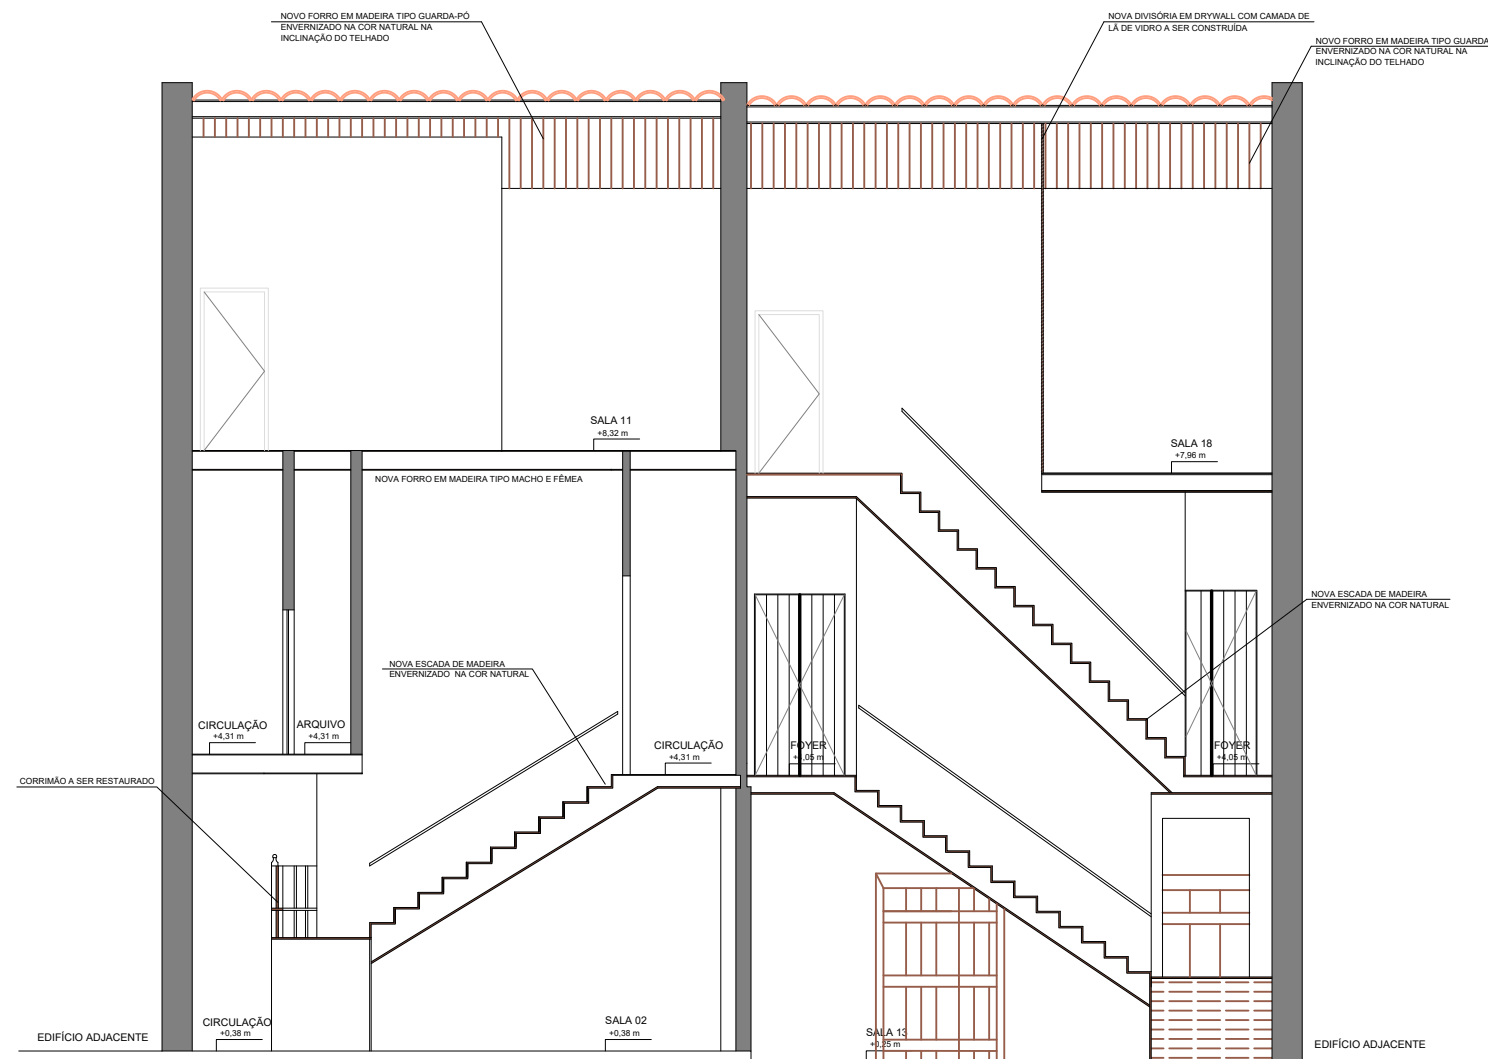 NOVO FORRO EM MADEIRA TIPO GUARDA-PÓ
ENVERNIZADO NA COR NATURAL NA
INCLINAÇÃO DO TELHADO
NOVA DIVISÓRIA EM DRYWALL COM CAMADA DE
LÃ DE VIDRO A SER CONSTRUÍDA
NOVO FORRO EM MADEIRA TIPO GUARDA
ENVERNIZADO NA COR NATURAL NA
INCLINAÇÃO DO TELHADO
SALA 11
+8,32 m
SALA 18
+7,96 m
NOVA FORRO EM MADEIRA TIPO MACHO E FÊMEA
NOVA ESCADA DE MADEIRA
ENVERNIZADO NA COR NATURAL
NOVA ESCADA DE MADEIRA
ENVERNIZADO NA COR NATURAL
CIRCULAÇÃO
+4,31 m
ARQUIVO
+4,31 m
CIRCULAÇÃO
+4,31 m
FOYER
+4,05 m
FOYER
+4,05 m
CORRIMÃO A SER RESTAURADO
CIRCULAÇÃO
+0,38 m
SALA 02
+0,38 m
SALA 13
+0,25 m
EDIFÍCIO ADJACENTE
EDIFÍCIO ADJACENTE